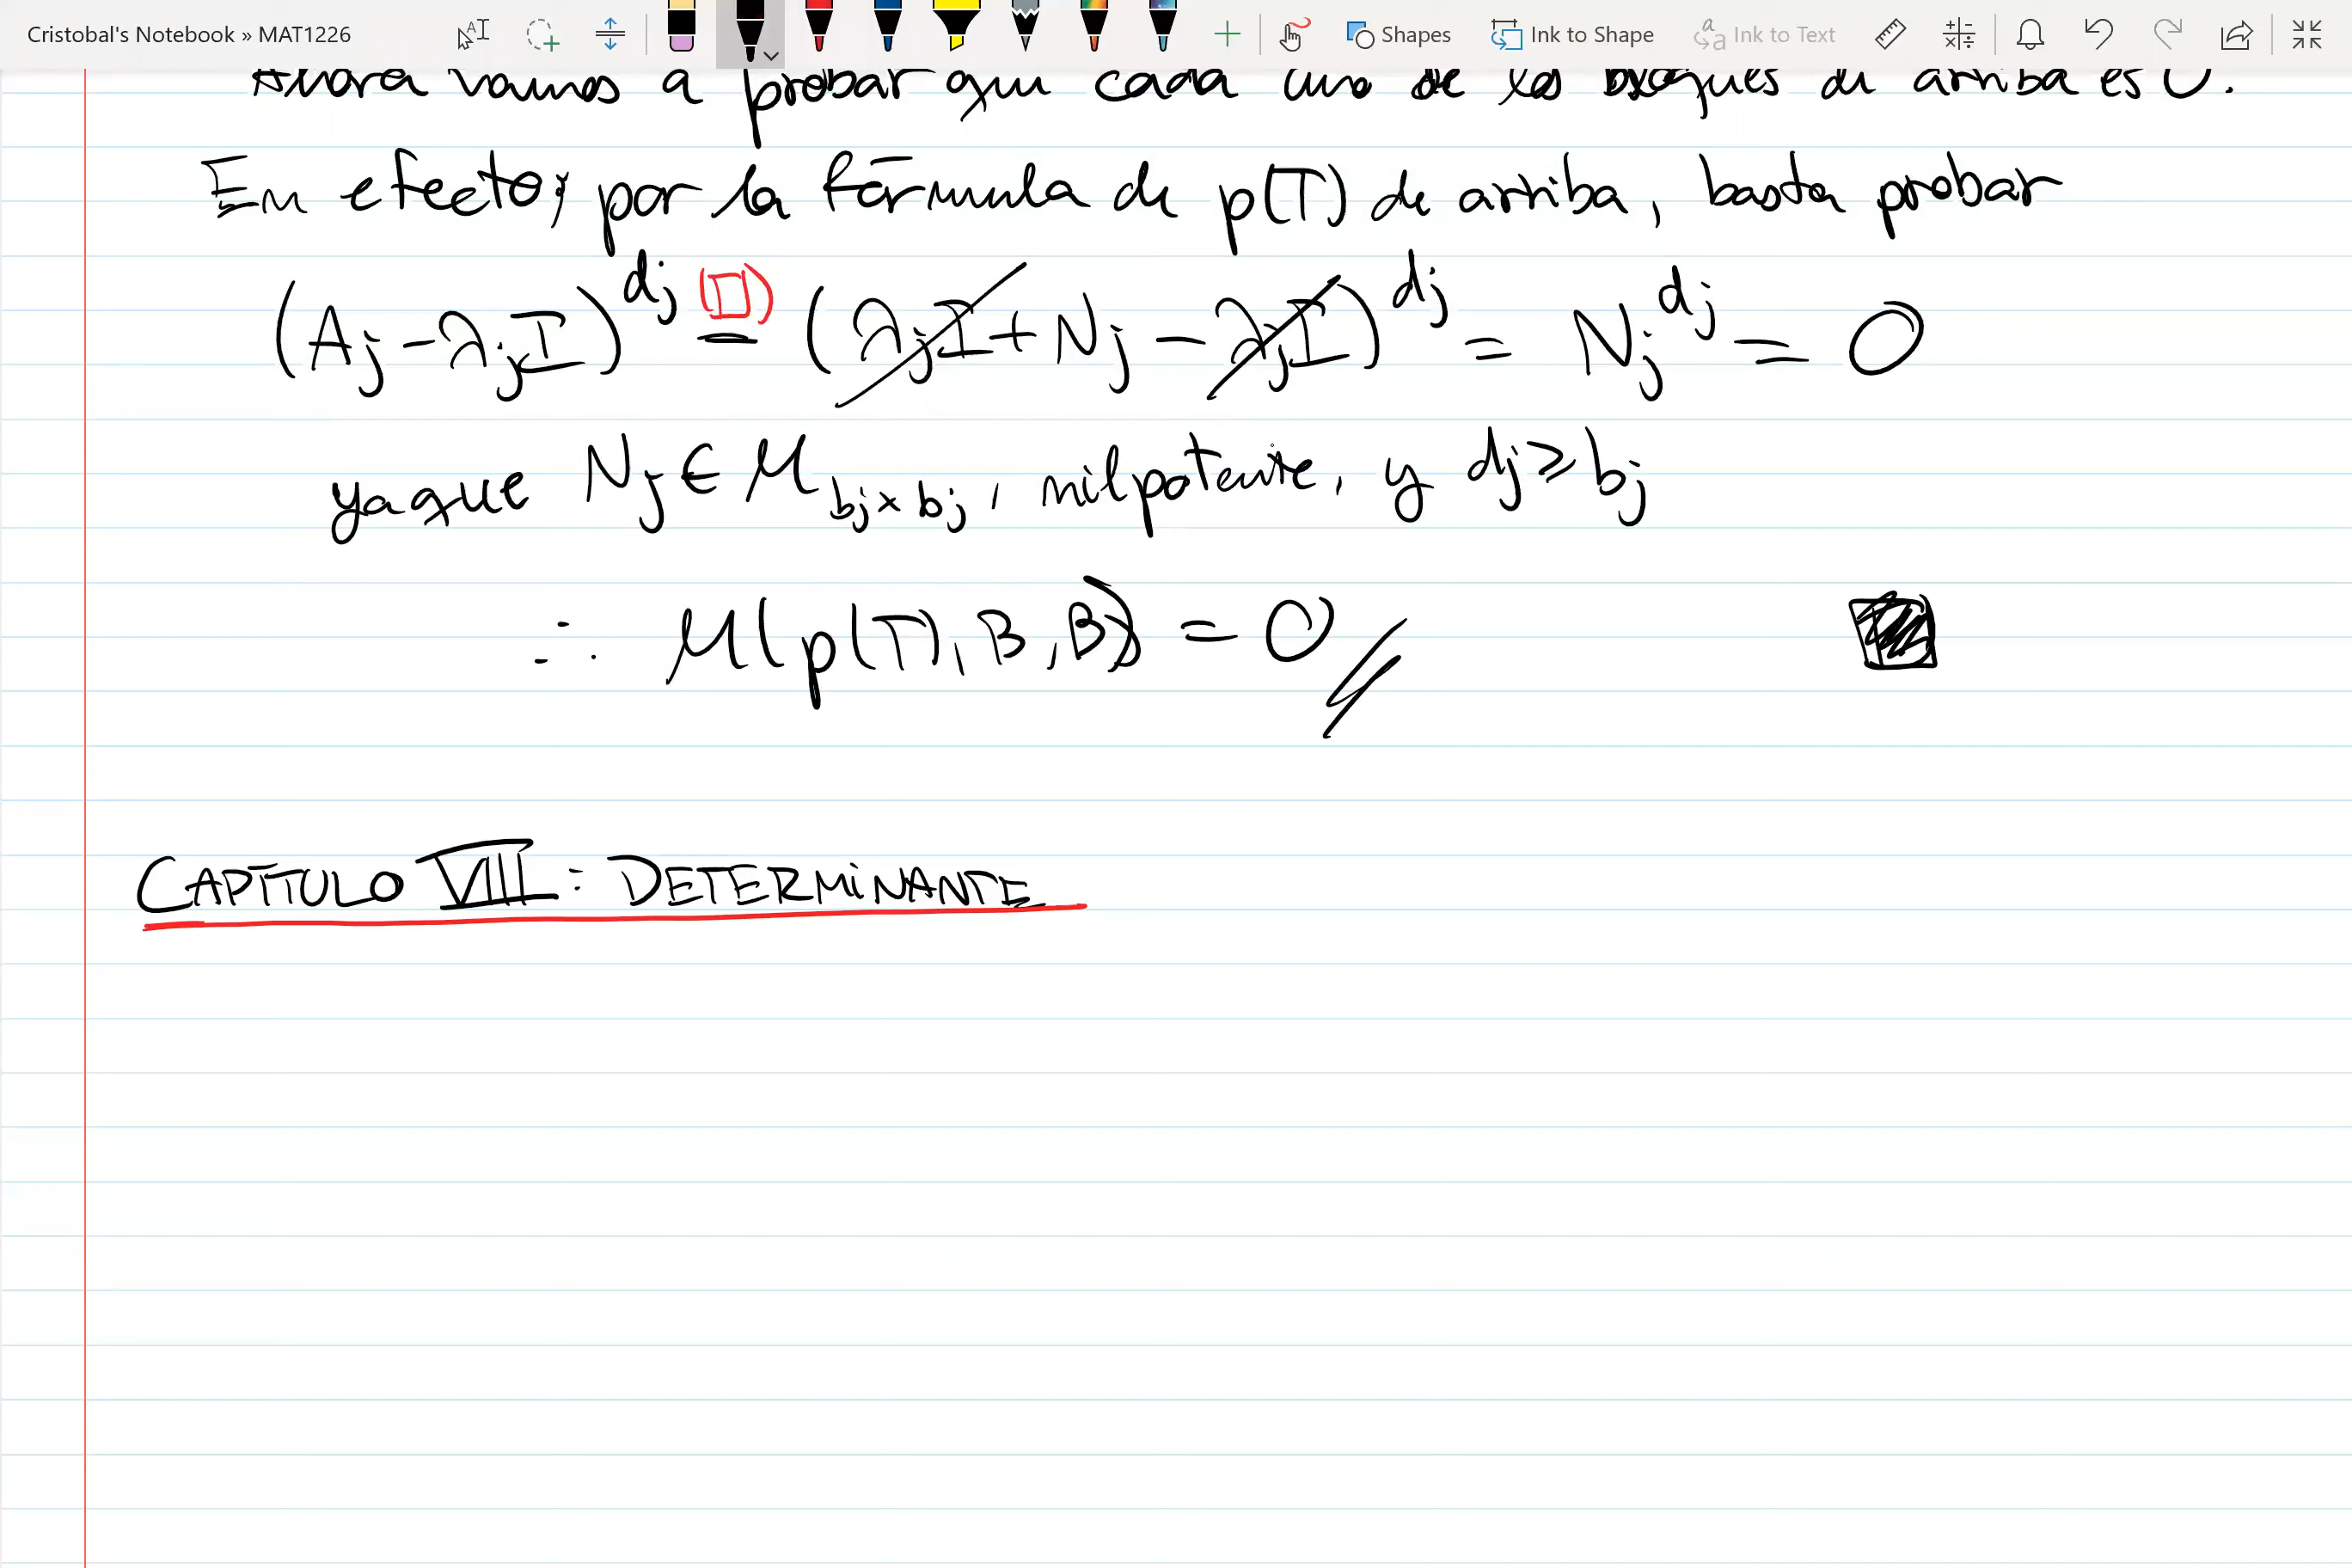 Cristobal's Notebook » MAT1226
Shapes
Ink to Shape
Ink to Text
Ahora vamos a probar que cada uno de los bloques de arriba es 0.
En efecto; por la fórmula de p(T) de arriba, basta probar
(Aj - λjI)^dj (□)= (λjI + Nj - λjI)^dj = Nj^dj = 0
ya que Nj ∈ M bj×bj, nilpotente, y dj ≥ bj
∴ M(p(T), B, B) = 0 //
CAPÍTULO VIII: DETERMINANTE